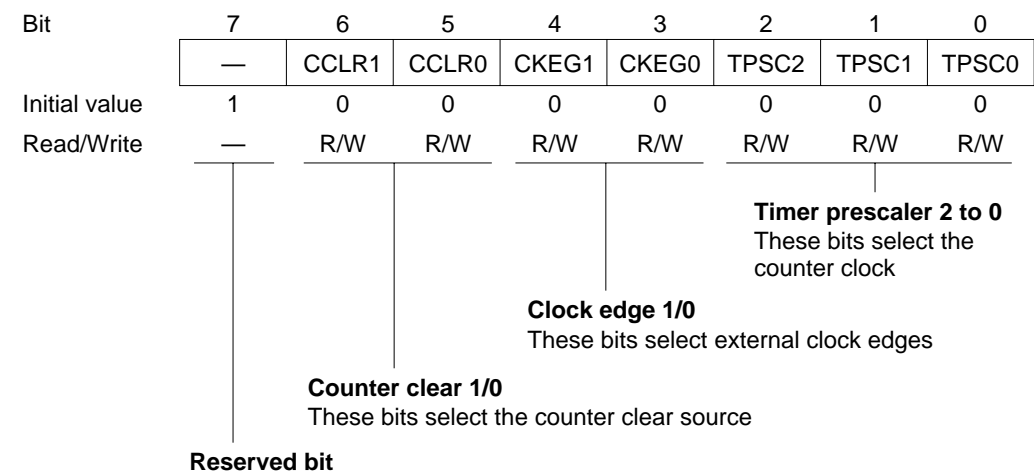 Bit 7 6 5 4 3 2 1 0
— CCLR1 CCLR0 CKEG1 CKEG0 TPSC2 TPSC1 TPSC0
Initial value 1 0 0 0 0 0 0 0
Read/Write — R/W R/W R/W R/W R/W R/W R/W
Timer prescaler 2 to 0
These bits select the
counter clock
Clock edge 1/0
These bits select external clock edges
Counter clear 1/0
These bits select the counter clear source
Reserved bit